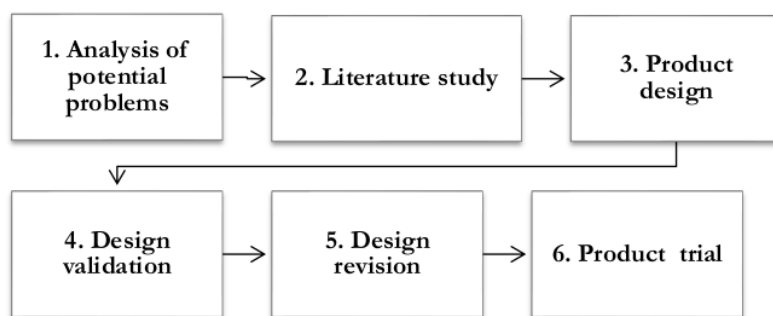 1. Analysis of
potential
problems
2. Literature study
3. Product
design
4. Design
validation
5. Design
revision
6. Product trial